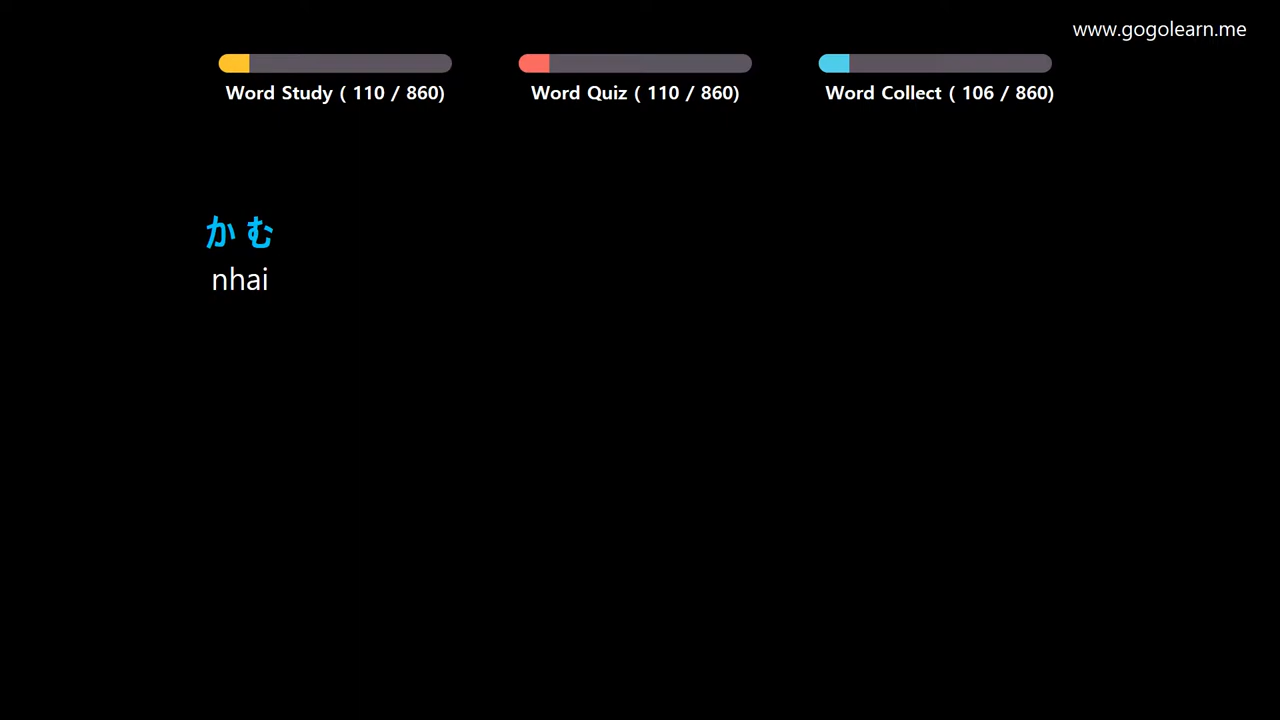 www.gogolearn.me
Word Study ( 110 / 860)
Word Quiz ( 110 / 860)
Word Collect ( 106 / 860)
かむ
nhai